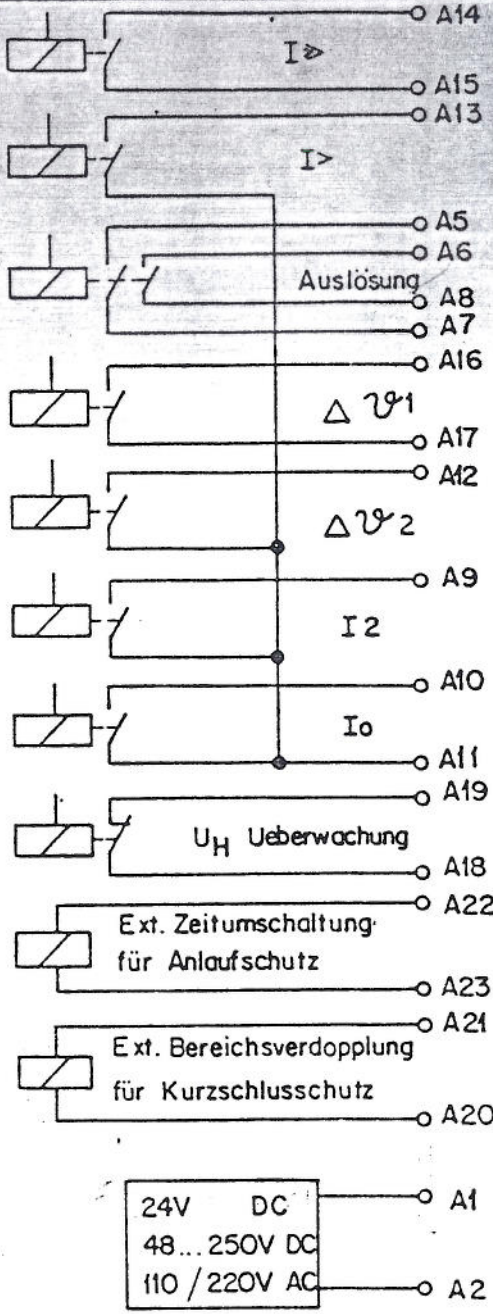 A14
I≫
A15
A13
I>
A5
A6
Auslösung
A8
A7
A16
△ϑ1
A17
A12
△ϑ2
A9
I2
A10
Io
A11
A19
UH Ueberwachung
A18
A22
Ext. Zeitumschaltung
für Anlaufschutz
A23
A21
Ext. Bereichsverdopplung
für Kurzschlusschutz
A20
24V DC
A1
48...250V DC
110 / 220V AC
A2